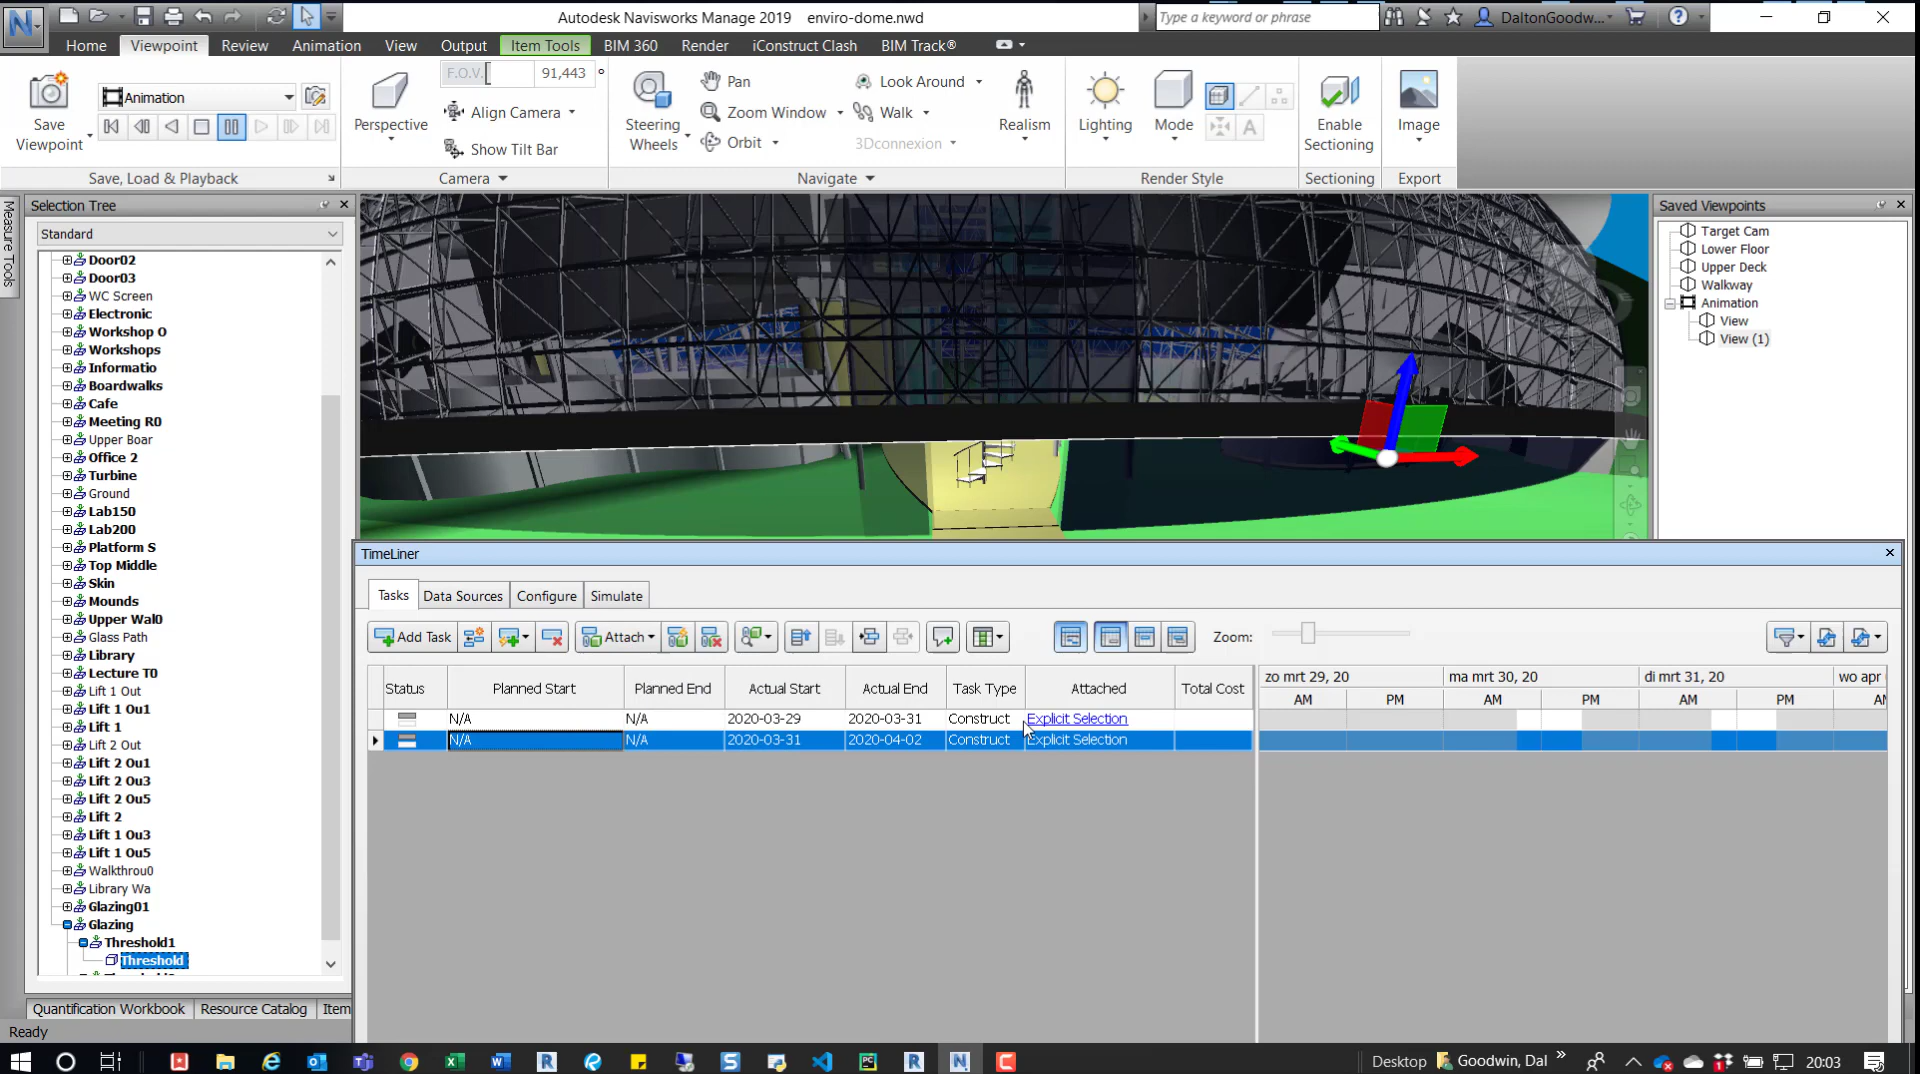 Autodesk Navisworks Manage 2019 enviro-dome.nwd
Type a keyword or phrase
DaltonGoodw...
Home Viewpoint Review Animation View Output Item Tools BIM 360 Render iConstruct Clash BIM Track®
Save Viewpoint
Animation
Save, Load & Playback
Perspective
F.O.V. 91,443 °
Align Camera
Show Tilt Bar
Camera
Steering Wheels
Pan
Zoom Window
Orbit
Look Around
Walk
3Dconnexion
Realism
Navigate
Lighting
Mode
Render Style
Enable Sectioning
Sectioning
Image
Export
Measure Tools
Selection Tree
Standard
Door02
Door03
WC Screen
Electronic
Workshop O
Workshops
Informatio
Boardwalks
Cafe
Meeting R0
Upper Boar
Office 2
Turbine
Ground
Lab150
Lab200
Platform S
Top Middle
Skin
Mounds
Upper Wal0
Glass Path
Library
Lecture T0
Lift 1 Out
Lift 1 Ou1
Lift 1
Lift 2 Out
Lift 2 Ou1
Lift 2 Ou3
Lift 2 Ou5
Lift 2
Lift 1 Ou3
Lift 1 Ou5
Walkthrou0
Library Wa
Glazing01
Glazing
Threshold1
Threshold
Quantification Workbook Resource Catalog Item
Ready
Saved Viewpoints
Target Cam
Lower Floor
Upper Deck
Walkway
Animation
View
View (1)
TimeLiner
Tasks Data Sources Configure Simulate
Add Task Attach Zoom:
Status Planned Start Planned End Actual Start Actual End Task Type Attached Total Cost
N/A N/A 2020-03-29 2020-03-31 Construct Explicit Selection
N/A N/A 2020-03-31 2020-04-02 Construct Explicit Selection
zo mrt 29, 20 ma mrt 30, 20 di mrt 31, 20 wo apr
AM PM AM PM AM PM
Desktop Goodwin, Dal 20:03